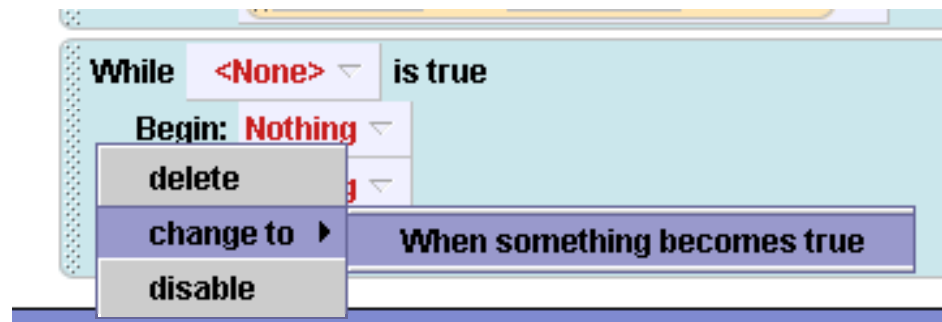 While <None> is true
Begin: Nothing
delete
change to When something becomes true
disable